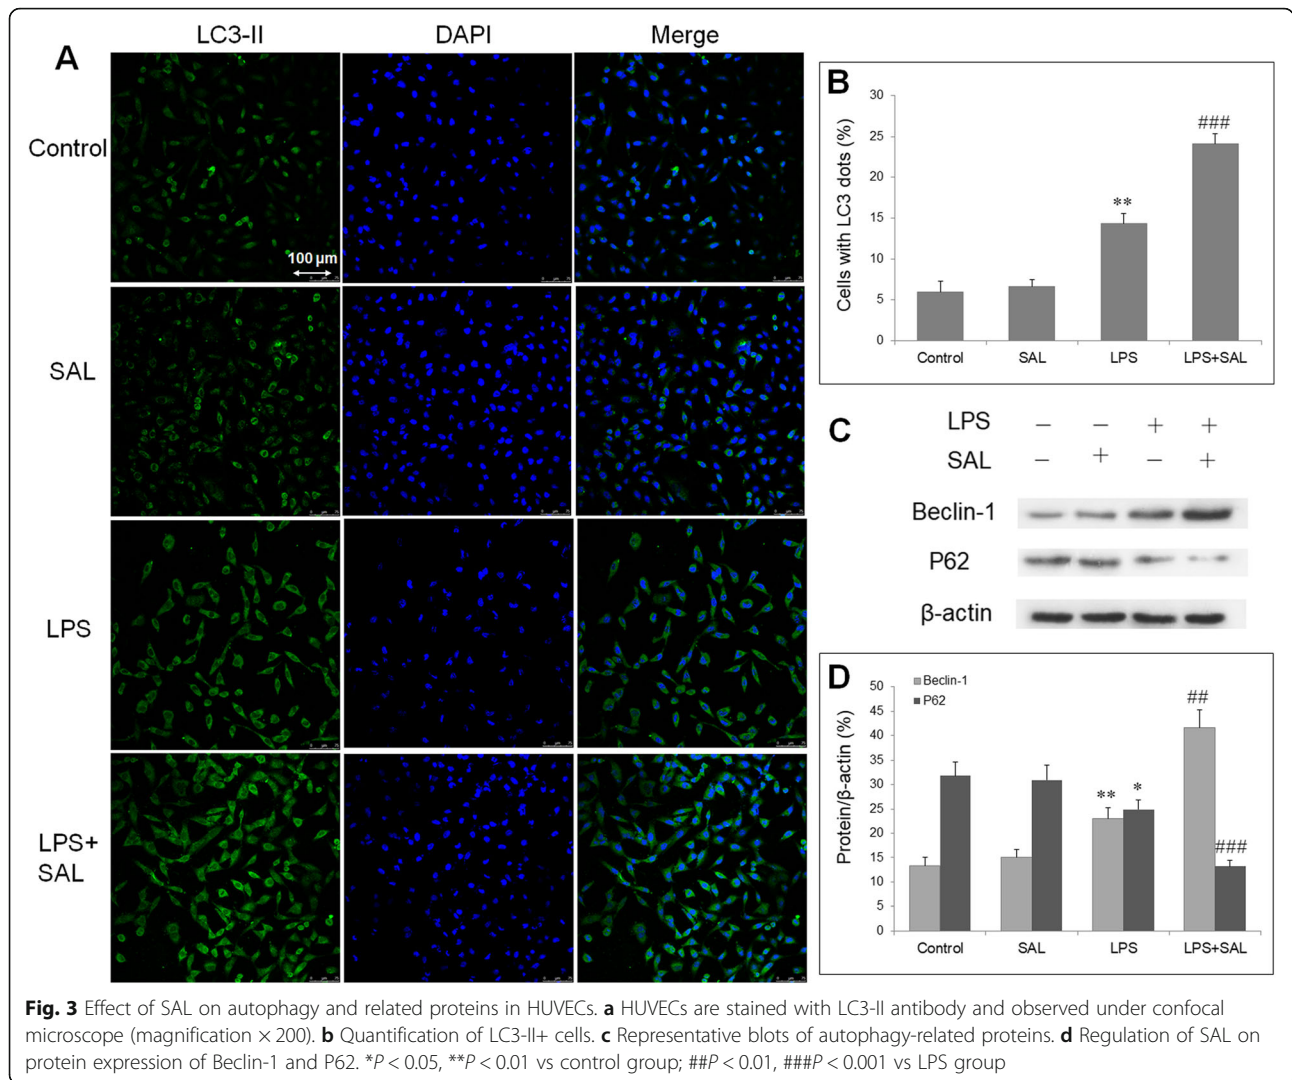 LC3-II DAPI Merge
A
Control
100 µm
SAL
LPS
LPS+
SAL
B
Cells with LC3 dots (%)
30
25
20
15
10
5
0
**
###
Control SAL LPS LPS+SAL
C
LPS − − + +
SAL − + − +
Beclin-1
P62
β-actin
D
Protein/β-actin (%)
Beclin-1
P62
50
45
40
35
30
25
20
15
10
5
0
** * ## ###
Control SAL LPS LPS+SAL
Fig. 3 Effect of SAL on autophagy and related proteins in HUVECs. a HUVECs are stained with LC3-II antibody and observed under confocal
microscope (magnification × 200). b Quantification of LC3-II+ cells. c Representative blots of autophagy-related proteins. d Regulation of SAL on
protein expression of Beclin-1 and P62. *P < 0.05, **P < 0.01 vs control group; ##P < 0.01, ###P < 0.001 vs LPS group